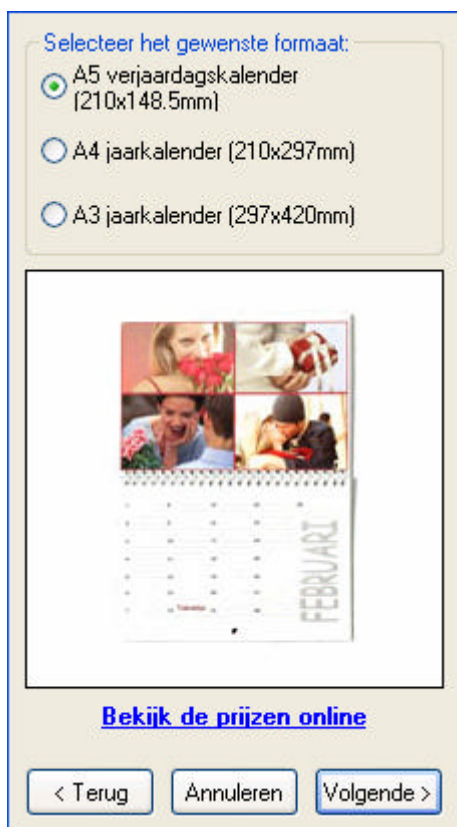 Selecteer het gewenste formaat:
A5 verjaardagskalender
(210x148.5mm)
A4 jaarkalender (210x297mm)
A3 jaarkalender (297x420mm)
FEBRUARI
Bekijk de prijzen online
< Terug
Annuleren
Volgende >